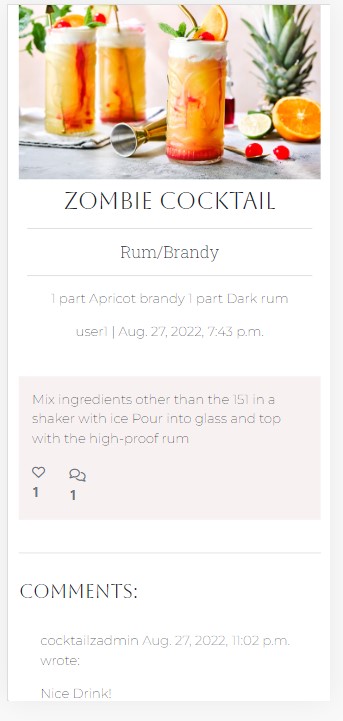 ZOMBIE COCKTAIL
Rum/Brandy
1 part Apricot brandy 1 part Dark rum
user1 | Aug. 27, 2022, 7:43 p.m.
Mix ingredients other than the 151 in a
shaker with ice Pour into glass and top
with the high-proof rum
1 1
COMMENTS:
cocktailzadmin Aug. 27, 2022, 11:02 p.m.
wrote:
Nice Drink!